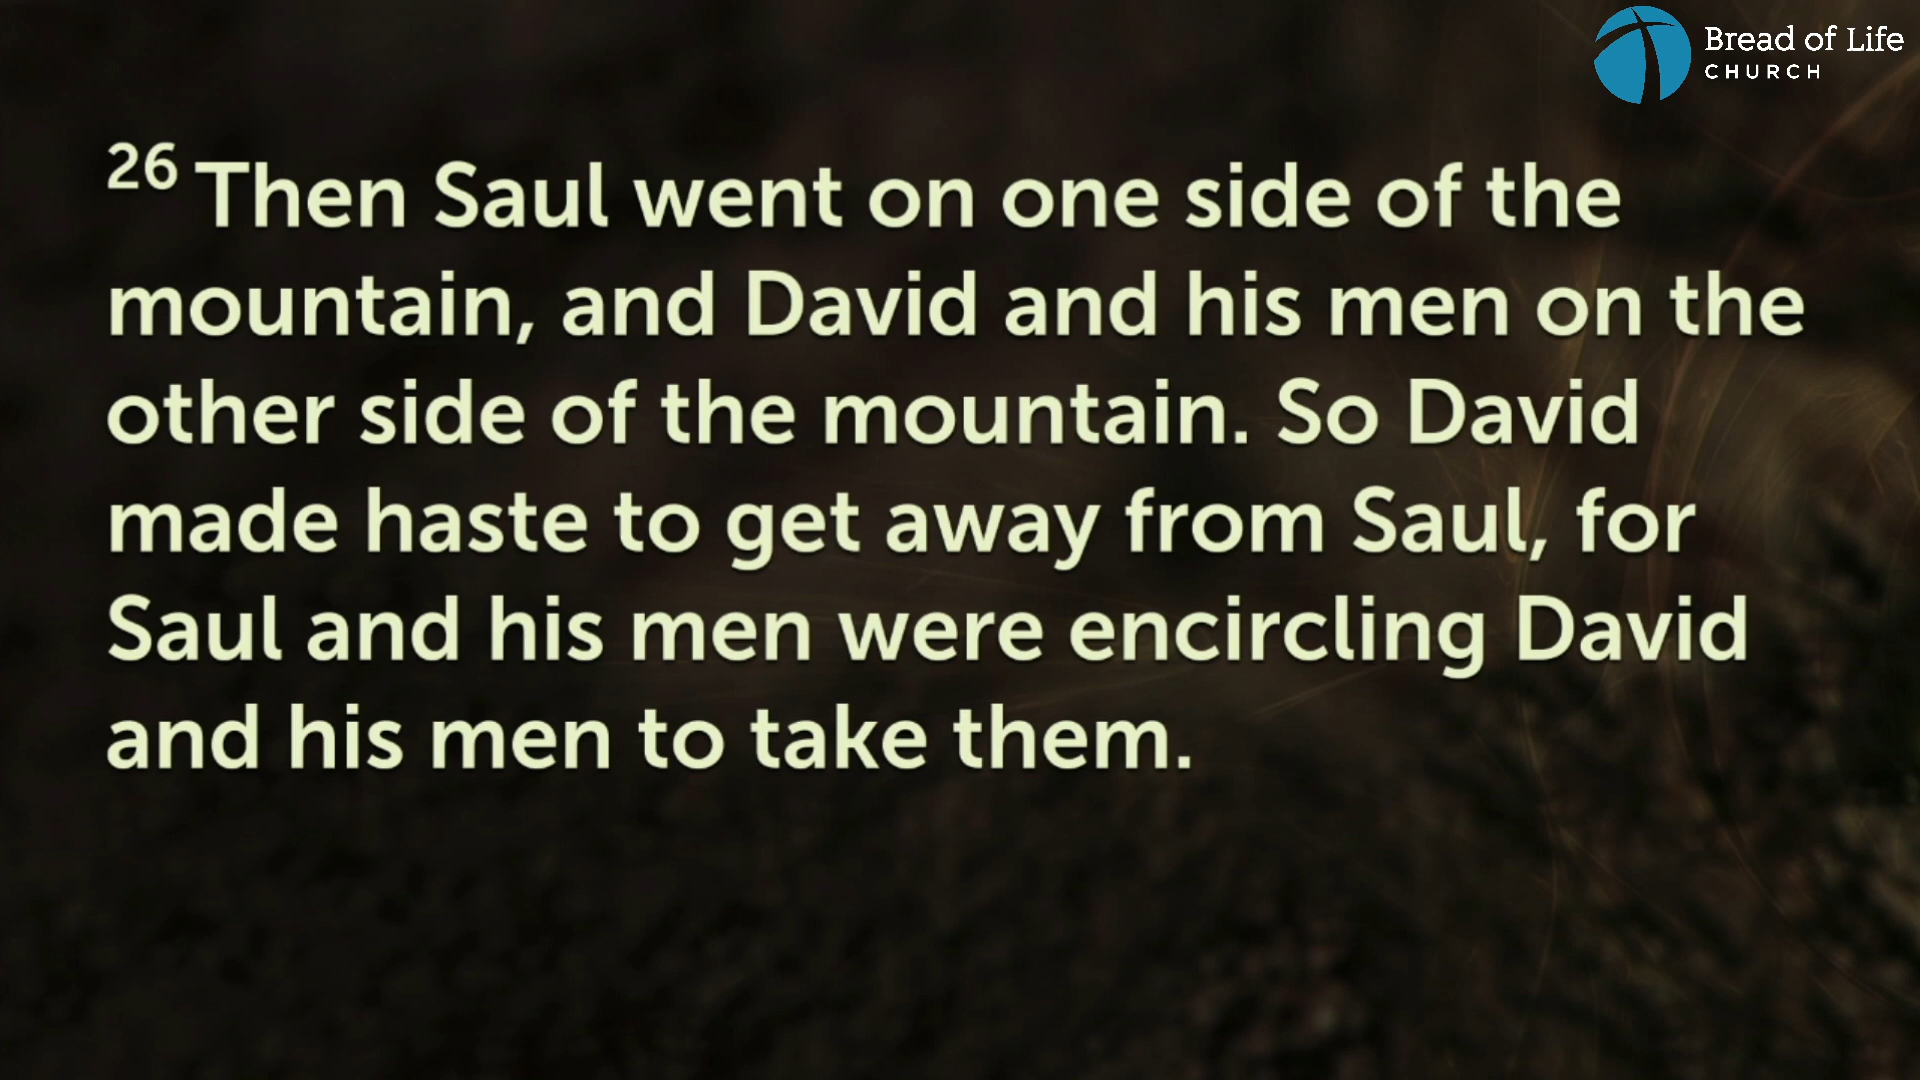 Bread of Life
CHURCH
26 Then Saul went on one side of the
mountain, and David and his men on the
other side of the mountain. So David
made haste to get away from Saul, for
Saul and his men were encircling David
and his men to take them.